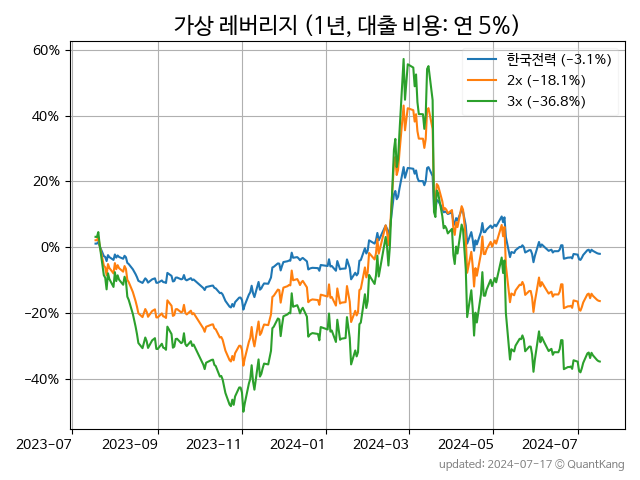 가상 레버리지 (1년, 대출 비용: 연 5%)
60%
40%
20%
0%
−20%
−40%
한국전력 (−3.1%)
2x (−18.1%)
3x (−36.8%)
2023-07 2023-09 2023-11 2024-01 2024-03 2024-05 2024-07
updated: 2024-07-17 © QuantKang